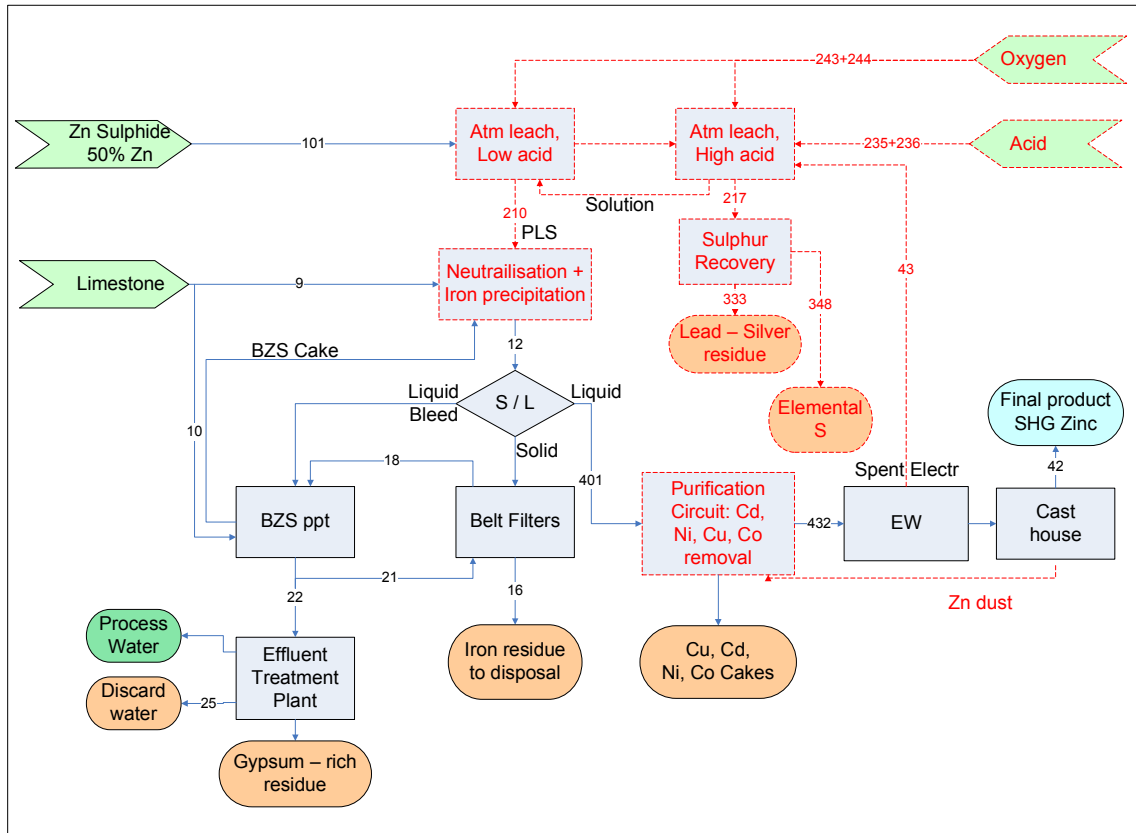 243+244
Oxygen
Zn Sulphide
50% Zn
101
Atm leach,
Low acid
Atm leach,
High acid
235+236
Acid
Solution
210
PLS
217
Sulphur
Recovery
43
Limestone
9
Neutrailisation +
Iron precipitation
333
348
Lead – Silver
residue
BZS Cake
12
Liquid
Bleed
S / L
Liquid
Elemental
S
Final product
SHG Zinc
10
Solid
18
401
42
Spent Electr
BZS ppt
Belt Filters
Purification
Circuit: Cd,
Ni, Cu, Co
removal
432
EW
Cast
house
21
22
16
Zn dust
Process
Water
Effluent
Treatment
Plant
Iron residue
to disposal
Cu, Cd,
Ni, Co Cakes
Discard
water
25
Gypsum – rich
residue